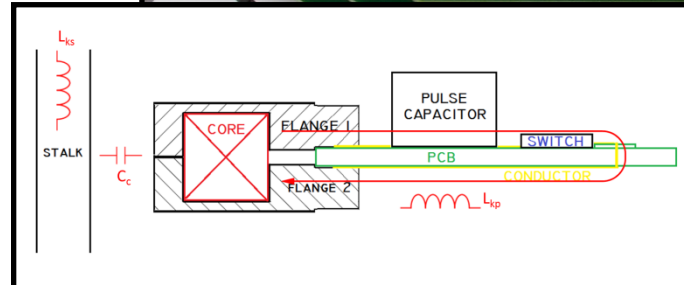 Lks
STALK
Cc
CORE
FLANGE 1
FLANGE 2
PULSE
CAPACITOR
SWITCH
PCB
CONDUCTOR
Lkp